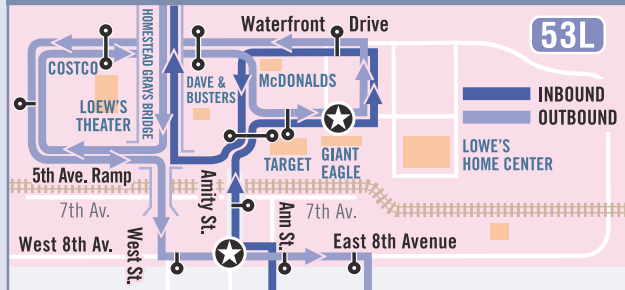 Waterfront Drive
53L
HOMESTEAD GRAYS BRIDGE
COSTCO
LOEW'S
THEATER
DAVE &
BUSTERS
McDONALDS
INBOUND
OUTBOUND
TARGET
GIANT
EAGLE
LOWE'S
HOME CENTER
5th Ave. Ramp
7th Av.
Amity St.
Ann St.
7th Av.
West 8th Av.
West St.
East 8th Avenue